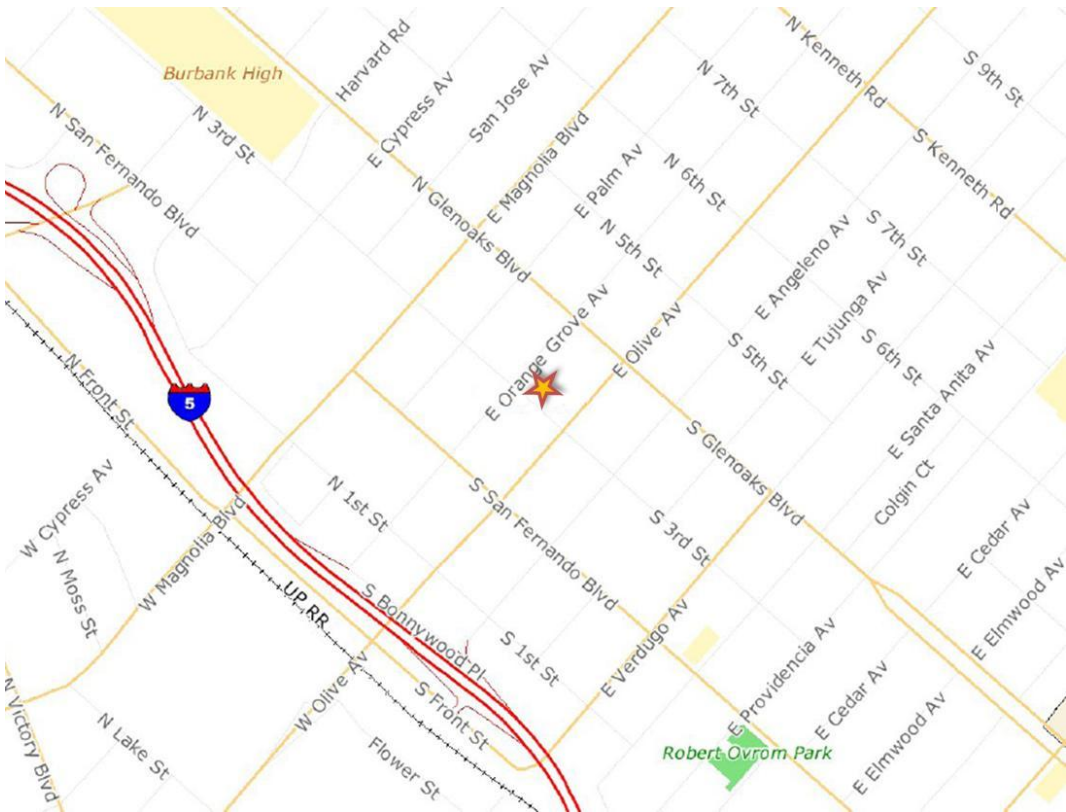 Burbank High
Harvard Rd
E Cypress Av
San Jose Av
N Kenneth Rd
S 9th St
N 7th St
N San Fernando Blvd
N 3rd St
E Magnolia Blvd
E Palm Av
N 6th St
S Kenneth Rd
N Glenoaks Blvd
N 5th St
S 7th St
E Angeleno Av
E Tujunga Av
E Orange Grove Av
E Olive Av
S 5th St
S 6th St
E Santa Anita Av
N Front St
5
S Glenoaks Blvd
Colgin Ct
W Cypress Av
N Moss St
W Magnolia Blvd
N 1st St
S San Fernando Blvd
S 3rd St
E Cedar Av
E Elmwood Av
UP RR
S Bonnywood Pl
S 1st St
E Verdugo Av
E Providencia Av
E Cedar Av
E Elmwood Av
N Victory Blvd
N Lake St
W Olive Av
S Front St
Flower St
Robert Ovrom Park